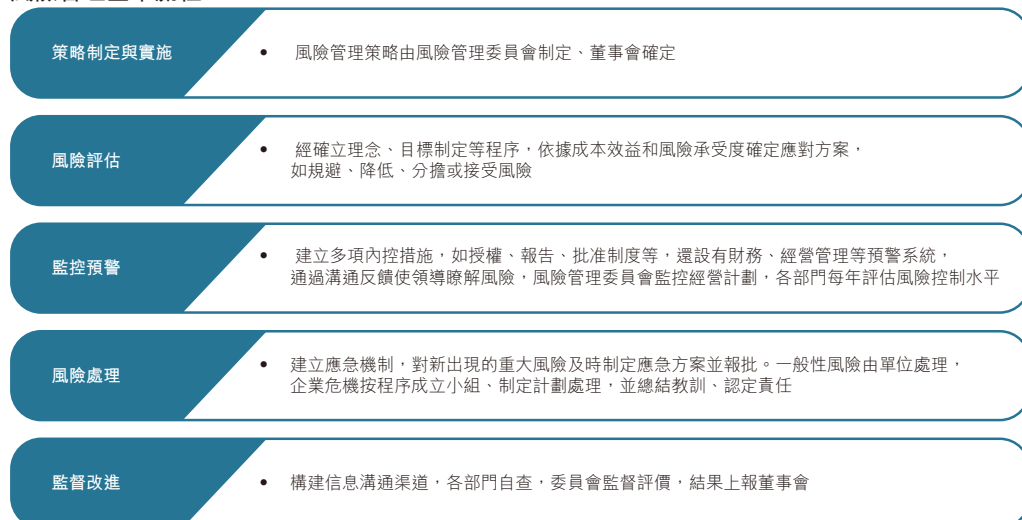 策略制定與實施
• 風險管理策略由風險管理委員會制定、董事會確定
風險評估
• 經確立理念、目標制定等程序，依據成本效益和風險承受度確定應對方案，
如規避、降低、分擔或接受風險
監控預警
• 建立多項內控措施，如授權、報告、批准制度等，還設有財務、經營管理等預警系統，
通過溝通反饋使領導瞭解風險，風險管理委員會監控經營計劃，各部門每年評估風險控制水平
風險處理
• 建立應急機制，對新出現的重大風險及時制定應急方案並報批。一般性風險由單位處理，
企業危機按程序成立小組、制定計劃處理，並總結教訓、認定責任
監督改進
• 構建信息溝通渠道，各部門自查，委員會監督評價，結果上報董事會